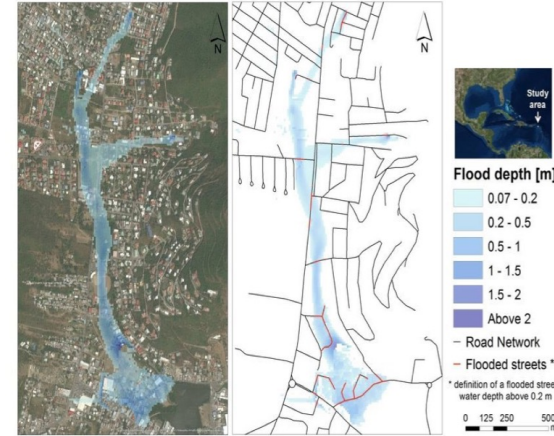 N
N
Study
area
Flood depth [m]
0.07 - 0.2
0.2 - 0.5
0.5 - 1
1 - 1.5
1.5 - 2
Above 2
Road Network
Flooded streets *
* definition of a flooded stree
water depth above 0.2 m
0 125 250 500
m